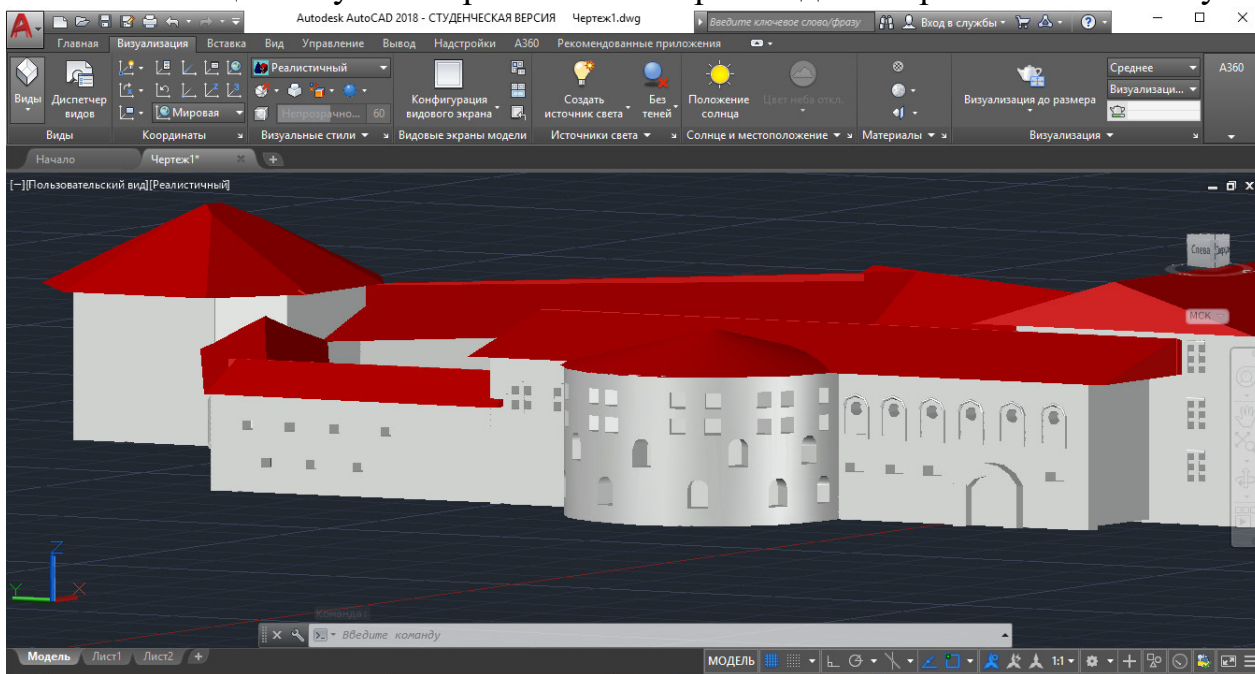 Autodesk AutoCAD 2018 - СТУДЕНЧЕСКАЯ ВЕРСИЯ Чертеж1.dwg
Введите ключевое слово/фразу
Вход в службы
Главная Визуализация Вставка Вид Управление Вывод Надстройки A360 Рекомендованные приложения
Виды
Диспетчер видов
Мировая
Реалистичный
60
Конфигурация видового экрана
Создать источник света
Без теней
Положение солнца
Цвет неба откл.
Визуализация до размера
Среднее
Визуализаци...
A360
Виды Координаты Визуальные стили Видовые экраны модели Источники света Солнце и местоположение Материалы Визуализация
Начало Чертеж1* +
[−][Пользовательский вид][Реалистичный]
Слева
МСК
Z
Y X
Команда:
Введите команду
Модель Лист1 Лист2 +
МОДЕЛЬ 1:1